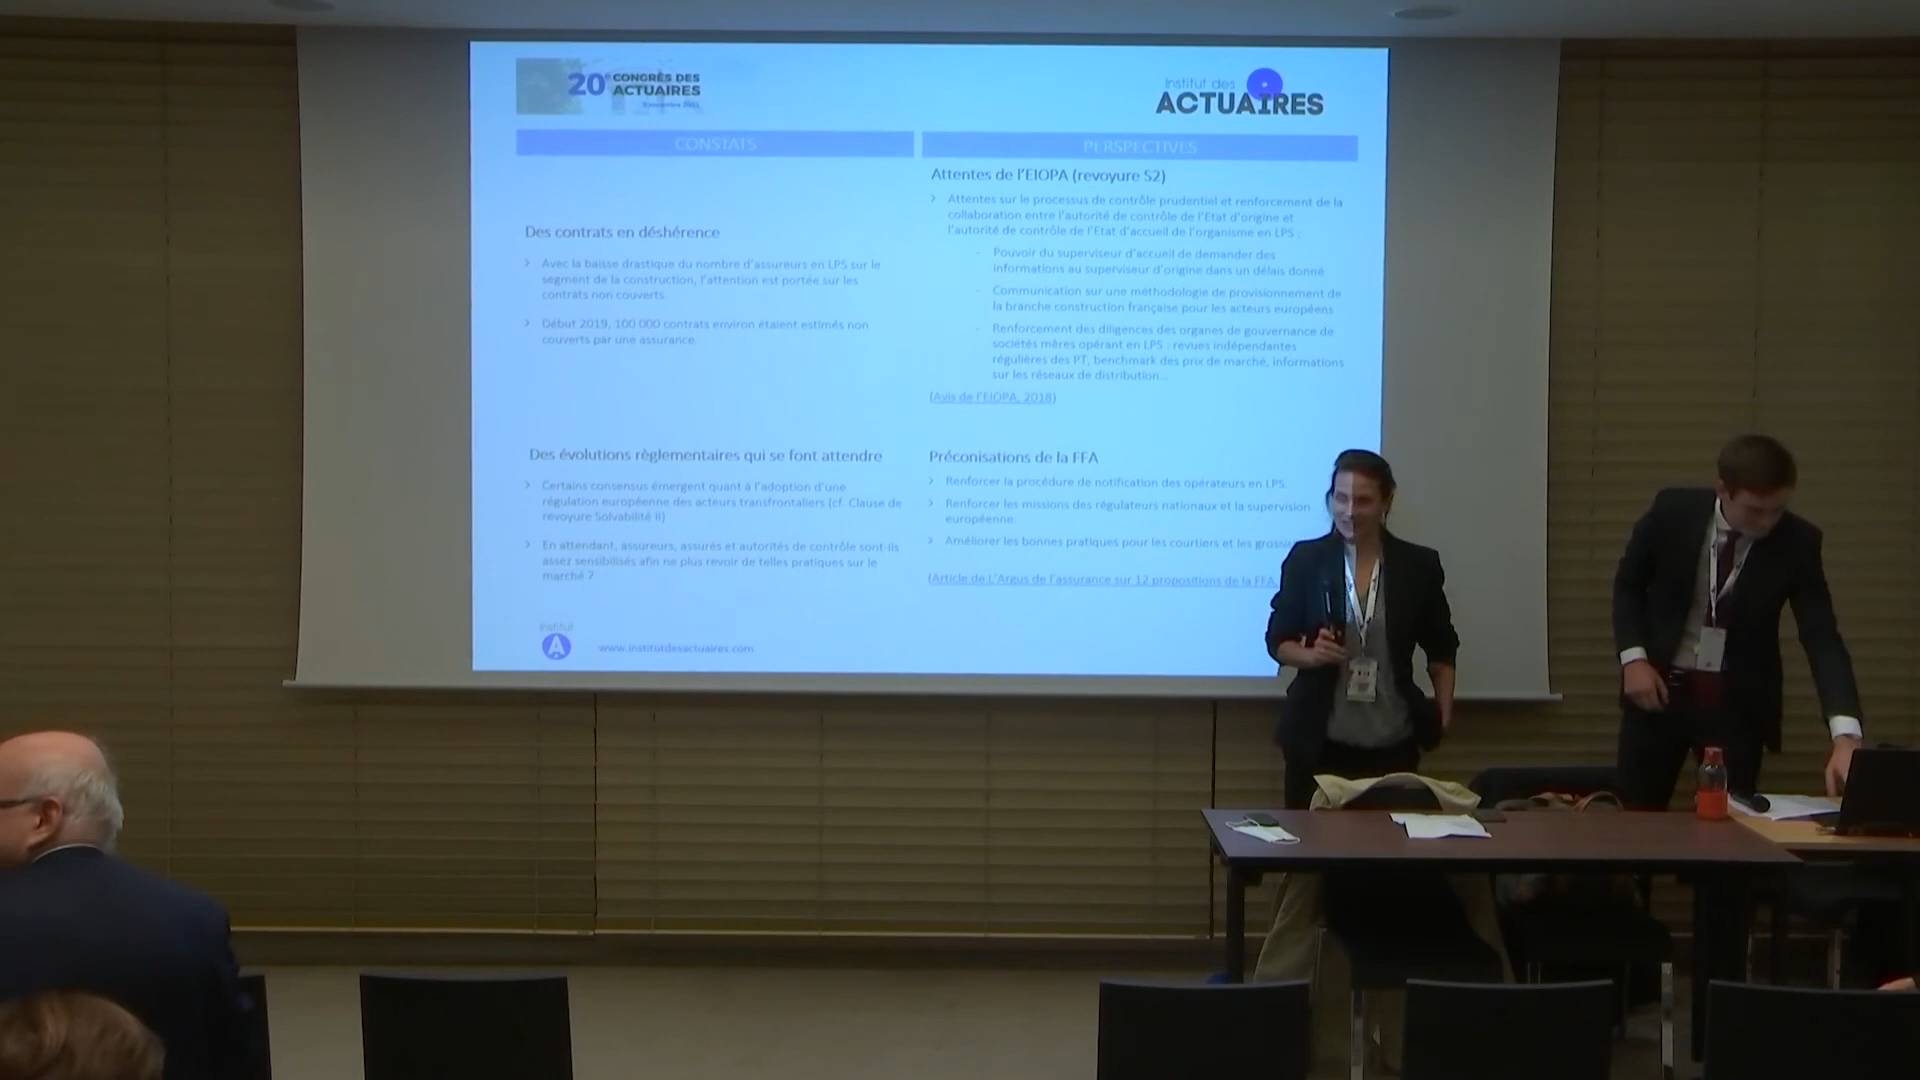 20e CONGRÈS DES
ACTUAIRES
Institut des
ACTUAIRES
CONSTATS
Des contrats en déshérence
> Avec la baisse drastique du nombre d'assureurs en LPS sur le
segment de la construction, l'attention est portée sur les
contrats non couverts.
> Début 2019, 100 000 contrats environ étaient estimés non
couverts par une assurance.
Des évolutions règlementaires qui se font attendre
> Certains consensus émergent quant à l'adoption d'une
régulation européenne des acteurs transfrontaliers (cf. Clause de
revoyure Solvabilité II)
> En attendant, assureurs, assurés et autorités de contrôle sont-ils
assez sensibilisés afin ne plus revoir de telles pratiques sur le
marché ?
PERSPECTIVES
Attentes de l'EIOPA (revoyure S2)
> Attentes sur le processus de contrôle prudentiel et renforcement de la
collaboration entre l'autorité de contrôle de l'Etat d'origine et
l'autorité de contrôle de l'Etat d'accueil de l'organisme en LPS :
- Pouvoir du superviseur d'accueil de demander des
informations au superviseur d'origine dans un délais donné
- Communication sur une méthodologie de provisionnement de
la branche construction française pour les acteurs européens
- Renforcement des diligences des organes de gouvernance de
sociétés mères opérant en LPS : revues indépendantes
régulières des PT, benchmark des prix de marché, informations
sur les réseaux de distribution...
(Avis de l'EIOPA, 2018)
Préconisations de la FFA
> Renforcer la procédure de notification des opérateurs en LPS.
> Renforcer les missions des régulateurs nationaux et la supervision
européenne.
> Améliorer les bonnes pratiques pour les courtiers et les
(Article de L'Argus de l'assurance sur 12 propositions de la FFA
Institut
A
www.institutdesactuaires.com